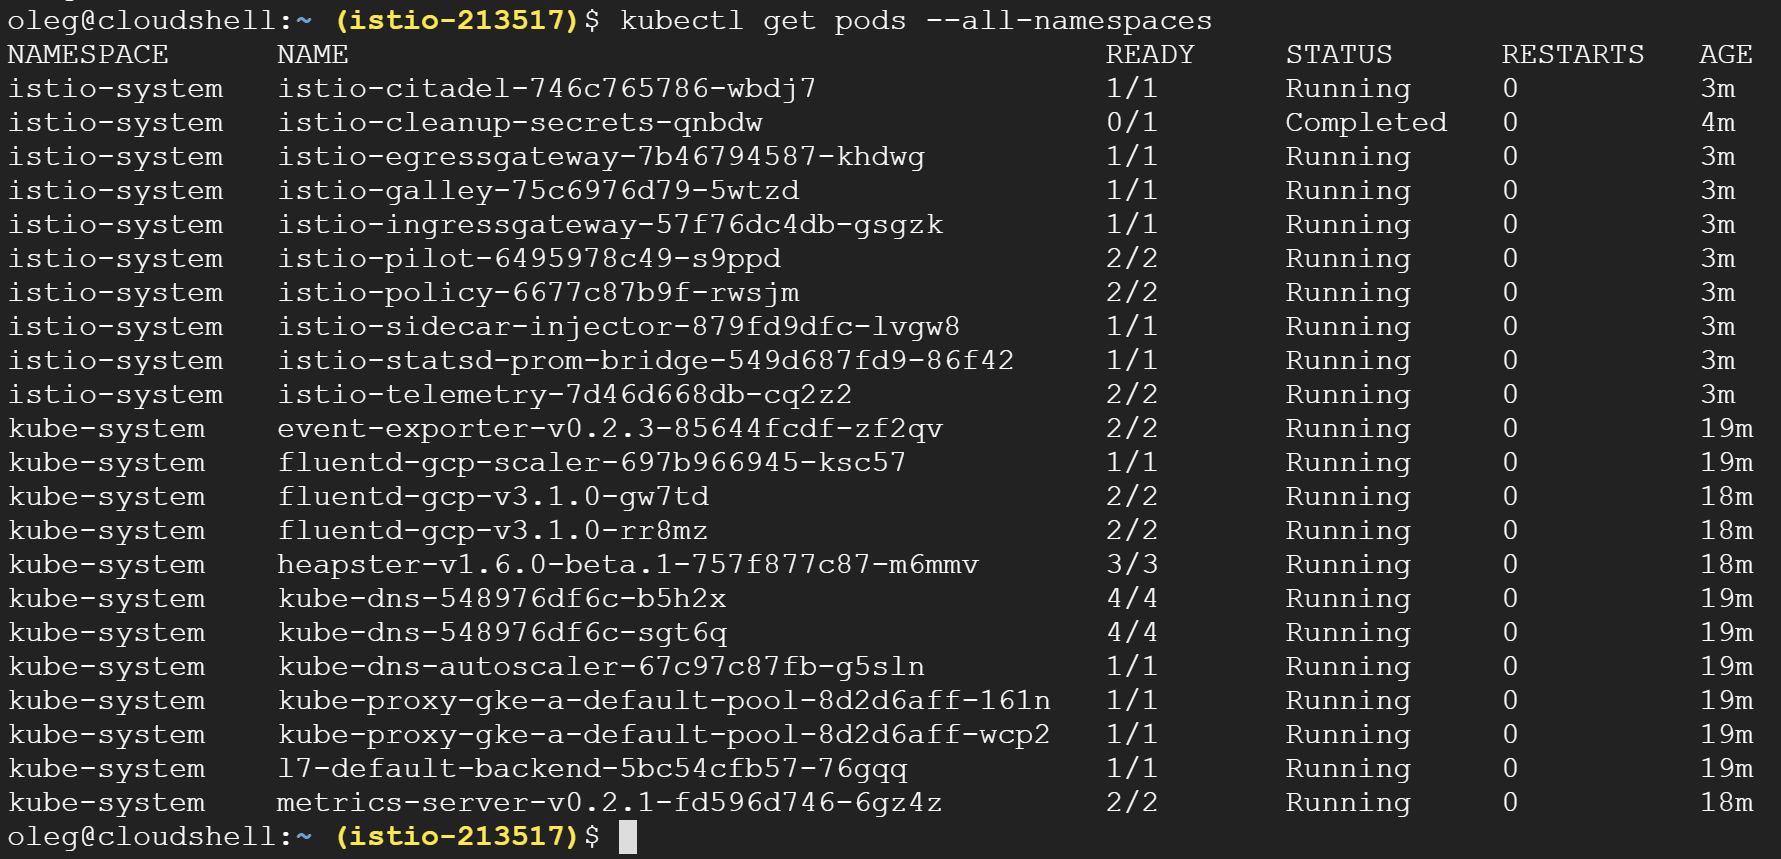 oleg@cloudshell:~ (istio-213517)$ kubectl get pods --all-namespaces
NAMESPACE      NAME                                          READY     STATUS      RESTARTS   AGE
istio-system   istio-citadel-746c765786-wbdj7                1/1       Running     0          3m
istio-system   istio-cleanup-secrets-qnbdw                   0/1       Completed   0          4m
istio-system   istio-egressgateway-7b46794587-khdwg          1/1       Running     0          3m
istio-system   istio-galley-75c6976d79-5wtzd                 1/1       Running     0          3m
istio-system   istio-ingressgateway-57f76dc4db-gsgzk         1/1       Running     0          3m
istio-system   istio-pilot-6495978c49-s9ppd                  2/2       Running     0          3m
istio-system   istio-policy-6677c87b9f-rwsjm                 2/2       Running     0          3m
istio-system   istio-sidecar-injector-879fd9dfc-lvgw8        1/1       Running     0          3m
istio-system   istio-statsd-prom-bridge-549d687fd9-86f42     1/1       Running     0          3m
istio-system   istio-telemetry-7d46d668db-cq2z2              2/2       Running     0          3m
kube-system    event-exporter-v0.2.3-85644fcdf-zf2qv         2/2       Running     0          19m
kube-system    fluentd-gcp-scaler-697b966945-ksc57           1/1       Running     0          19m
kube-system    fluentd-gcp-v3.1.0-gw7td                      2/2       Running     0          18m
kube-system    fluentd-gcp-v3.1.0-rr8mz                      2/2       Running     0          18m
kube-system    heapster-v1.6.0-beta.1-757f877c87-m6mmv       3/3       Running     0          18m
kube-system    kube-dns-548976df6c-b5h2x                     4/4       Running     0          19m
kube-system    kube-dns-548976df6c-sgt6q                     4/4       Running     0          19m
kube-system    kube-dns-autoscaler-67c97c87fb-g5sln          1/1       Running     0          19m
kube-system    kube-proxy-gke-a-default-pool-8d2d6aff-161n   1/1       Running     0          19m
kube-system    kube-proxy-gke-a-default-pool-8d2d6aff-wcp2   1/1       Running     0          19m
kube-system    l7-default-backend-5bc54cfb57-76gqq           1/1       Running     0          19m
kube-system    metrics-server-v0.2.1-fd596d746-6gz4z         2/2       Running     0          18m
oleg@cloudshell:~ (istio-213517)$